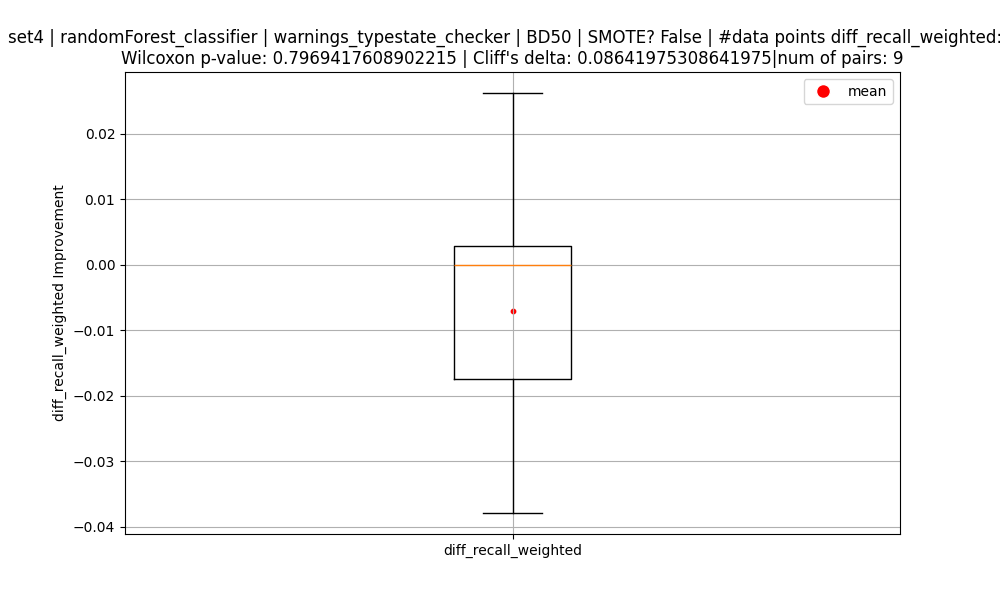 set4 | randomForest_classifier | warnings_typestate_checker | BD50 | SMOTE? False | #data points diff_recall_weighted:
Wilcoxon p-value: 0.7969417608902215 | Cliff's delta: 0.08641975308641975|num of pairs: 9
mean
0.02
0.01
0.00
−0.01
−0.02
−0.03
−0.04
diff_recall_weighted Improvement
diff_recall_weighted